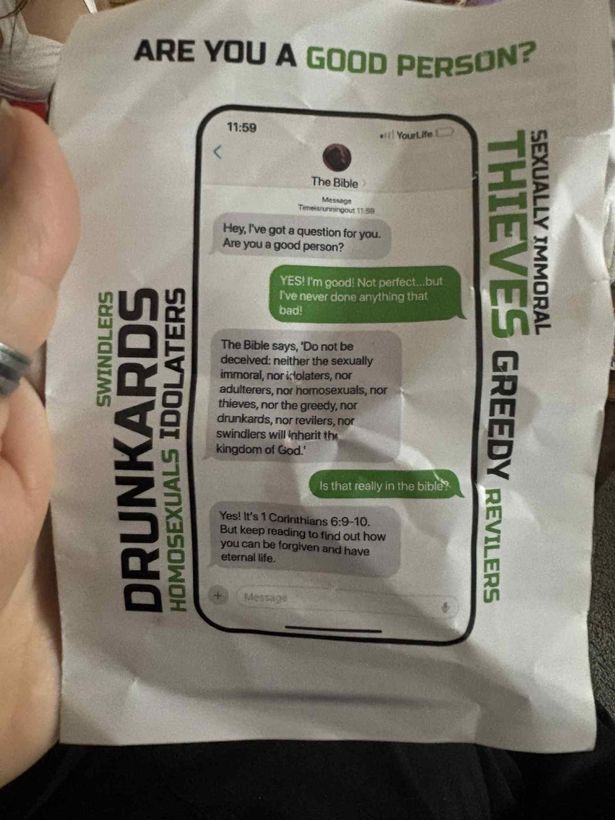 ARE YOU A GOOD PERSON?
11:59
YourLife
The Bible
Message
Timeisrunningout 11:59
Hey, I've got a question for you.
Are you a good person?
YES! I'm good! Not perfect...but
I've never done anything that
bad!
The Bible says, 'Do not be
deceived: neither the sexually
immoral, nor idolaters, nor
adulterers, nor homosexuals, nor
thieves, nor the greedy, nor
drunkards, nor revilers, nor
swindlers will inherit the
kingdom of God.'
Is that really in the bible?
Yes! It's 1 Corinthians 6:9-10.
But keep reading to find out how
you can be forgiven and have
eternal life.
Message
SWINDLERS
DRUNKARDS
HOMOSEXUALS IDOLATERS
SEXUALLY IMMORAL
THIEVES
GREEDY
REVILERS